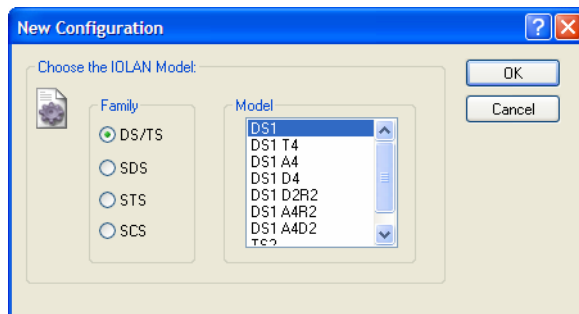 New Configuration
Choose the IOLAN Model:
OK
Cancel
Family
DS/TS
SDS
STS
SCS
Model
DS1
DS1 T4
DS1 A4
DS1 D4
DS1 D2R2
DS1 A4R2
DS1 A4D2
TS2